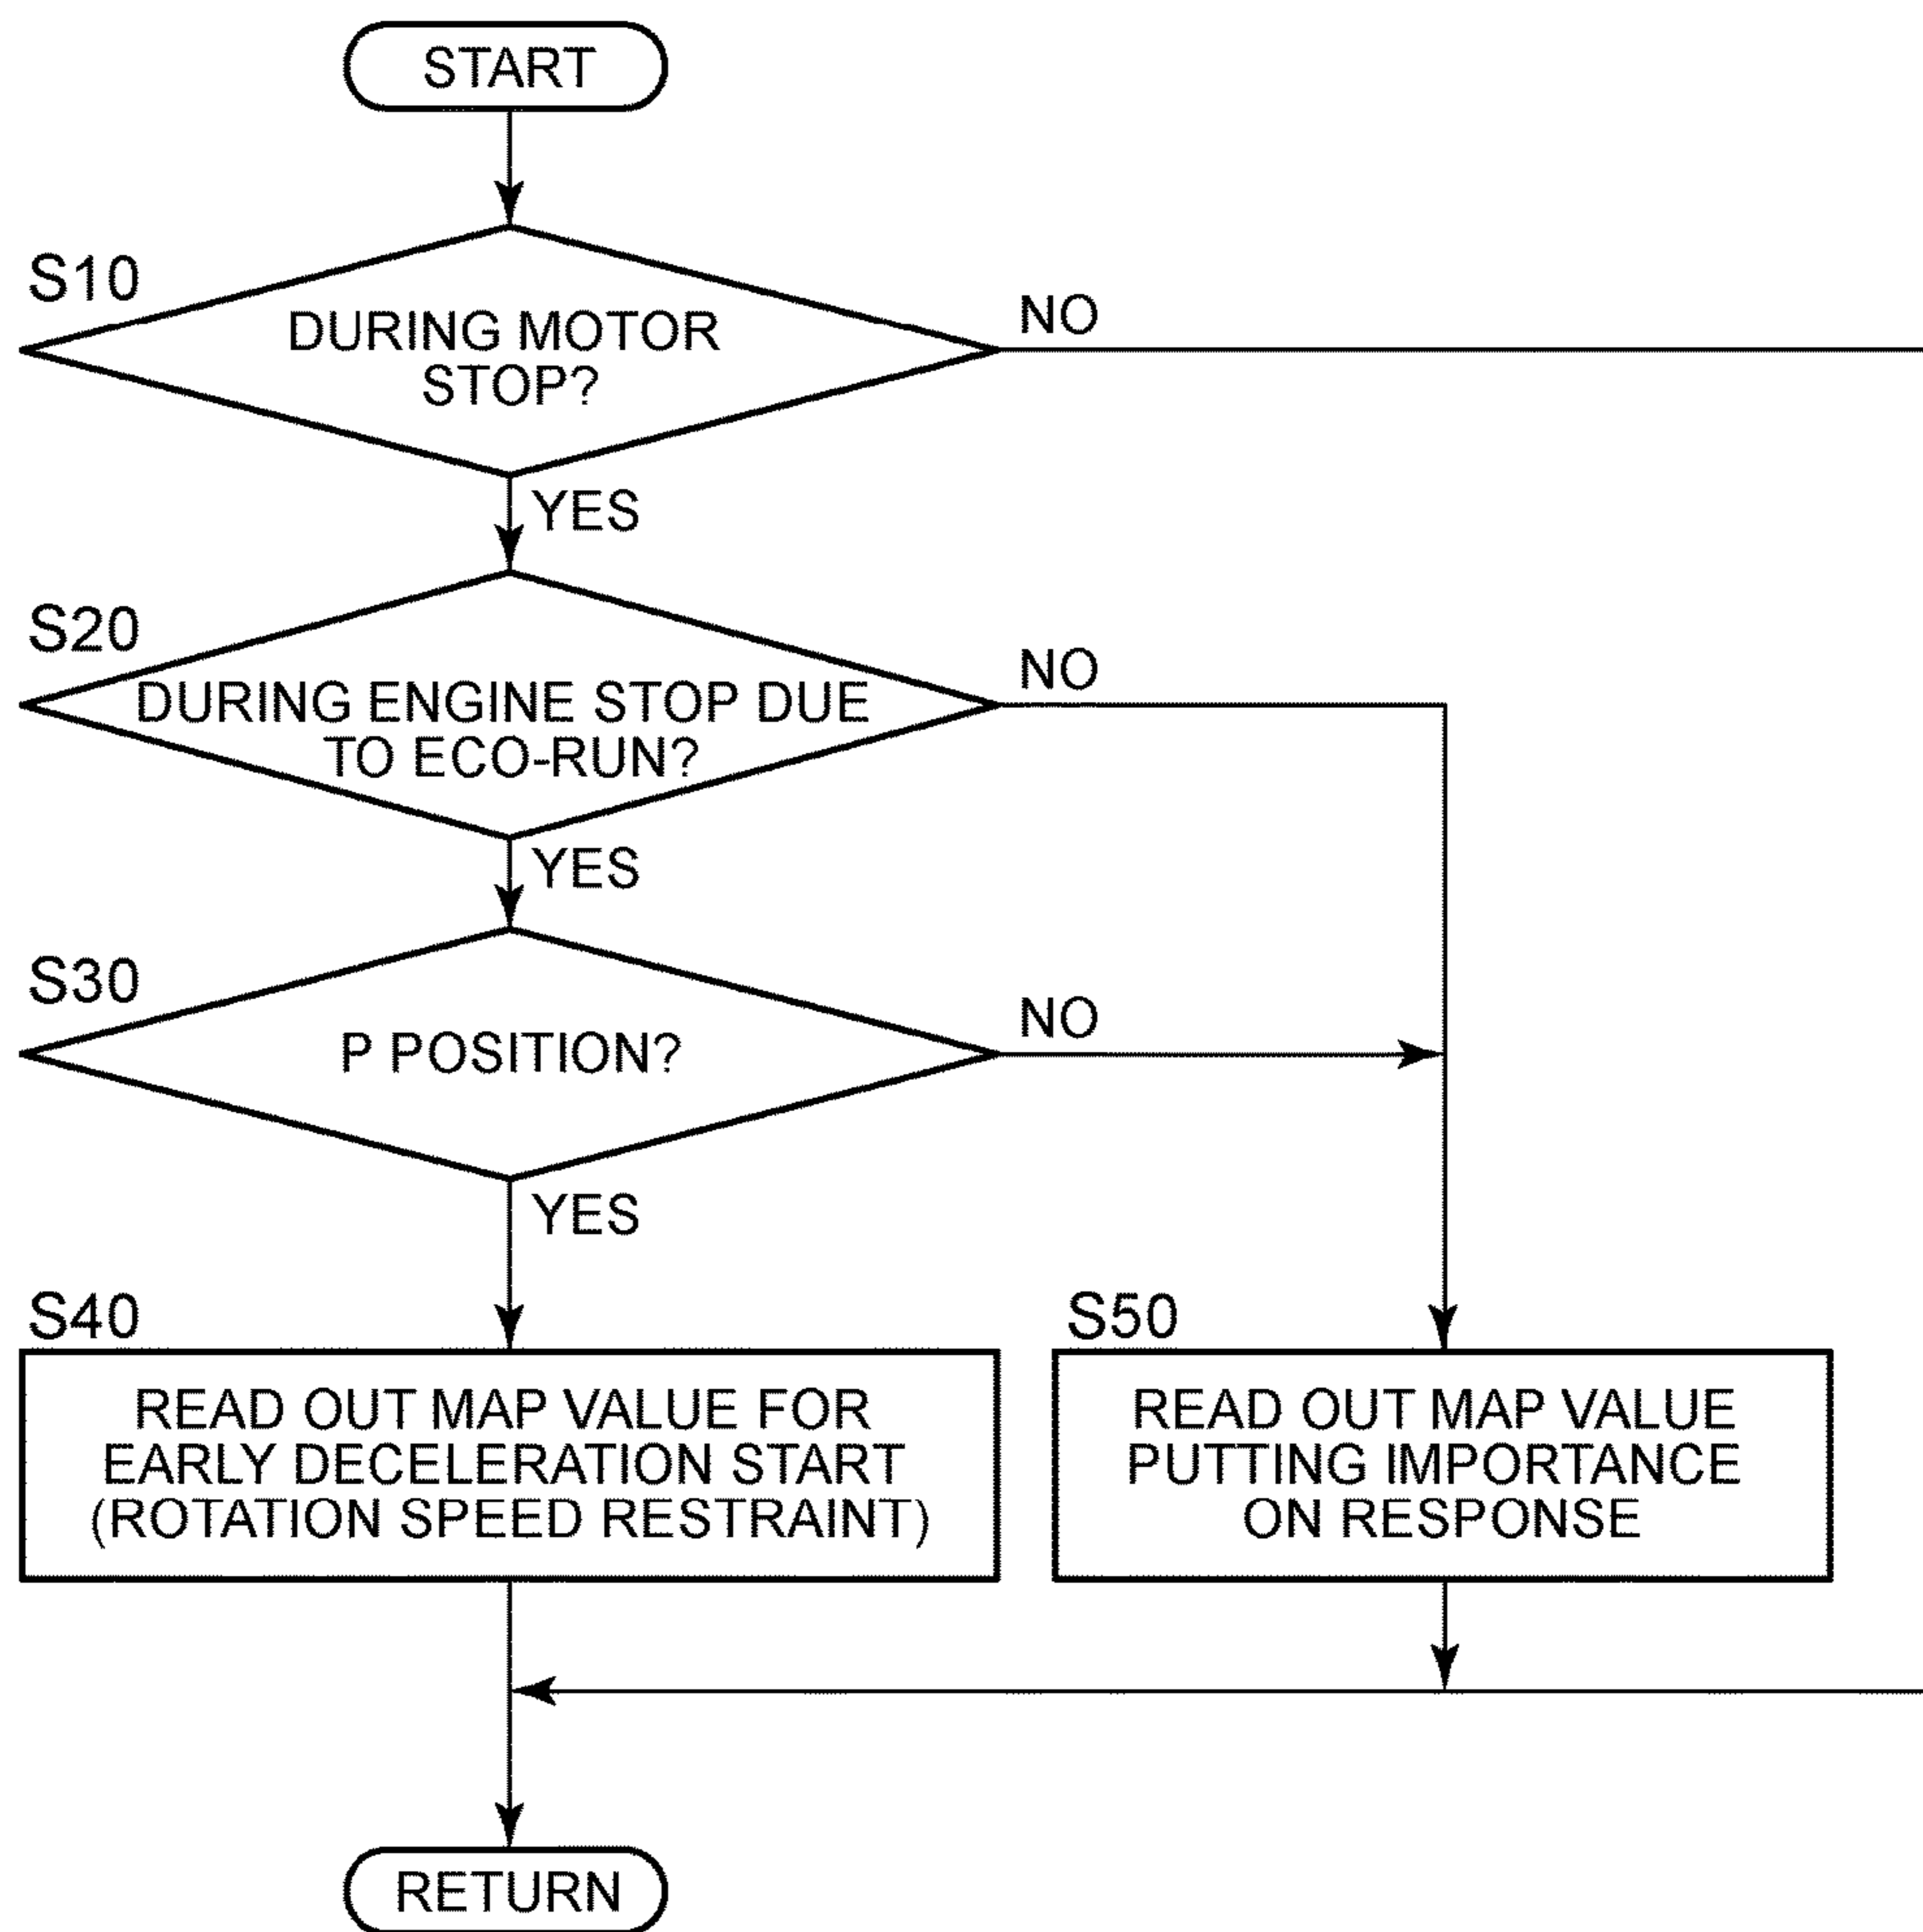 START
S10
DURING MOTOR
STOP?
NO
YES
S20
DURING ENGINE STOP DUE
TO ECO-RUN?
NO
YES
S30
P POSITION?
NO
YES
S40
READ OUT MAP VALUE FOR
EARLY DECELERATION START
(ROTATION SPEED RESTRAINT)
S50
READ OUT MAP VALUE
PUTTING IMPORTANCE
ON RESPONSE
RETURN